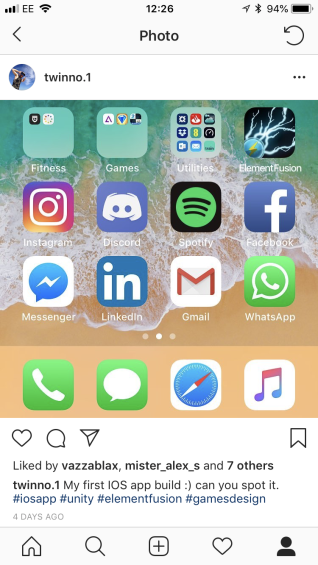 EE 12:26 94%
Photo
twinno.1
Fitness Games Utilities ElementFusion
Instagram Discord Spotify Facebook
Messenger LinkedIn Gmail WhatsApp
Liked by vazzablax, mister_alex_s and 7 others
twinno.1 My first IOS app build :) can you spot it.
#iosapp #unity #elementfusion #gamesdesign
4 DAYS AGO